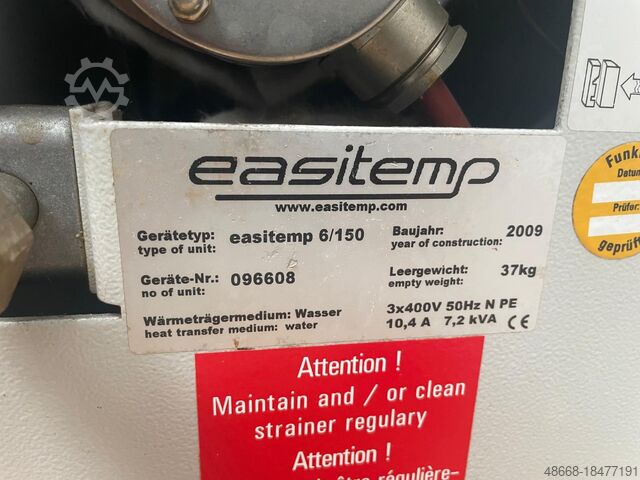 easitemp
www.easitemp.com
Gerätetyp: easitemp 6/150
type of unit:
Baujahr: 2009
year of construction:
Geräte-Nr.: 096608
no of unit:
Leergewicht: 37kg
empty weight:
Wärmeträgermedium: Wasser
heat transfer medium: water
3x400V 50Hz N PE
10,4 A 7,2 kVA CE
Funk
Datum
Prüfer:
geprüft
Attention !
Maintain and / or clean
strainer regulary
Attention !
être régulière-
48668-18477191